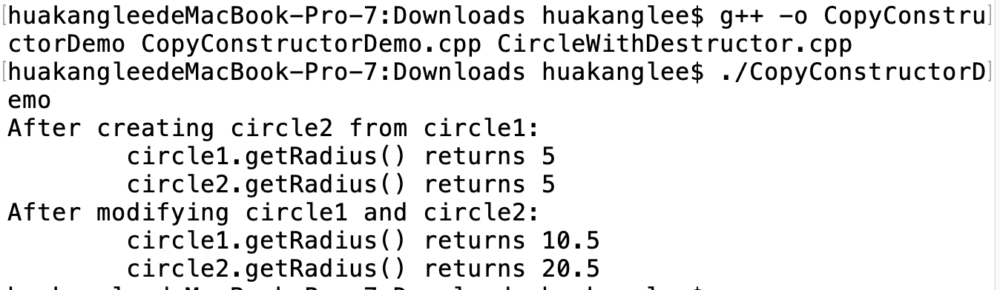 [huakangleedeMacBook-Pro-7:Downloads huakanglee$ g++ -o CopyConstru]
ctorDemo CopyConstructorDemo.cpp CircleWithDestructor.cpp
[huakangleedeMacBook-Pro-7:Downloads huakanglee$ ./CopyConstructorD]
emo
After creating circle2 from circle1:
        circle1.getRadius() returns 5
        circle2.getRadius() returns 5
After modifying circle1 and circle2:
        circle1.getRadius() returns 10.5
        circle2.getRadius() returns 20.5